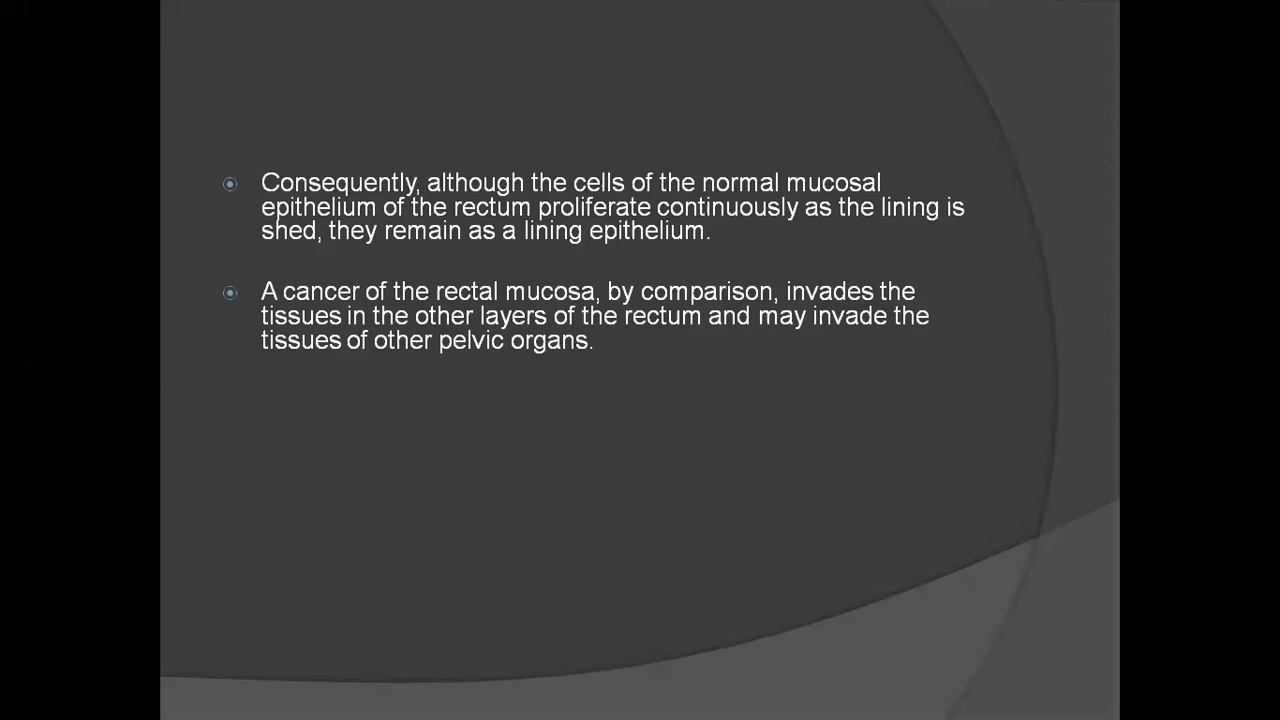 Consequently, although the cells of the normal mucosal
epithelium of the rectum proliferate continuously as the lining is
shed, they remain as a lining epithelium.
A cancer of the rectal mucosa, by comparison, invades the
tissues in the other layers of the rectum and may invade the
tissues of other pelvic organs.